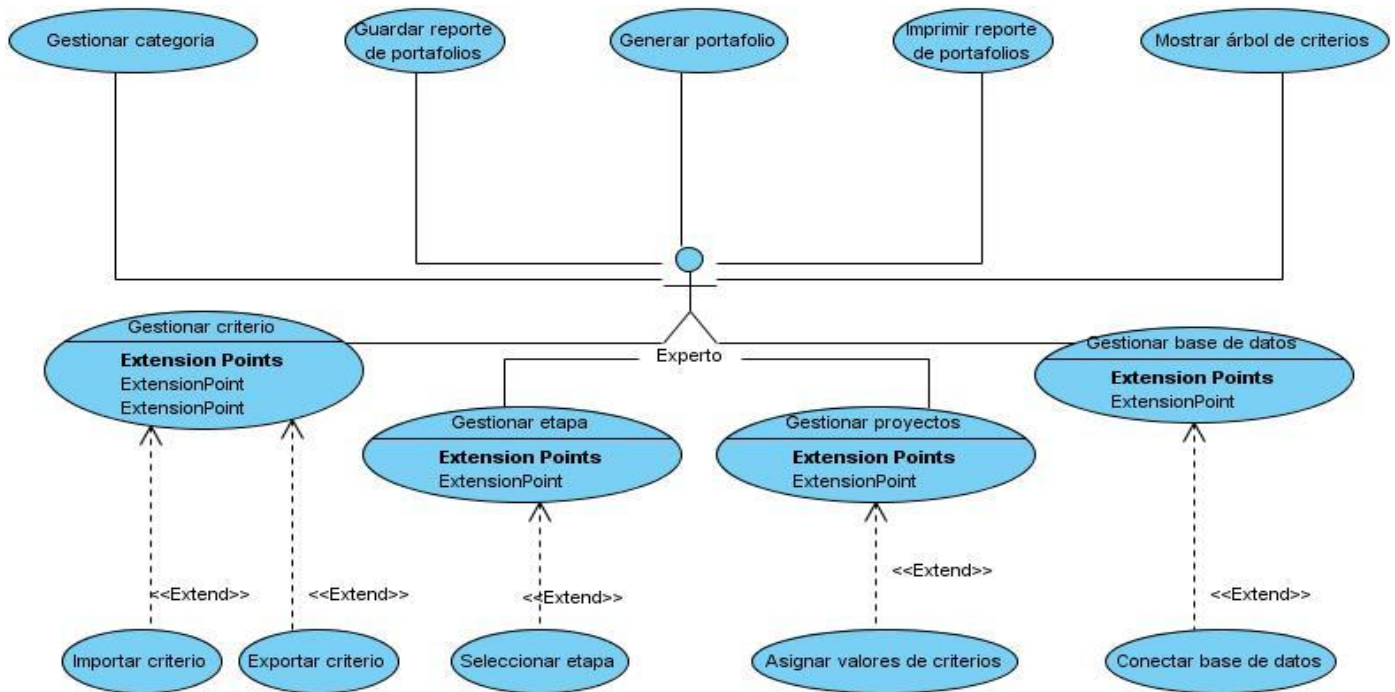 Gestionar categoria
Guardar reporte
de portafolios
Generar portafolio
Imprimir reporte
de portafolios
Mostrar árbol de criterios
Experto
Gestionar criterio
Extension Points
ExtensionPoint
ExtensionPoint
Gestionar etapa
Extension Points
ExtensionPoint
Gestionar proyectos
Extension Points
ExtensionPoint
Gestionar base de datos
Extension Points
ExtensionPoint
<<Extend>>
<<Extend>>
<<Extend>>
<<Extend>>
<<Extend>>
Importar criterio
Exportar criterio
Seleccionar etapa
Asignar valores de criterios
Conectar base de datos